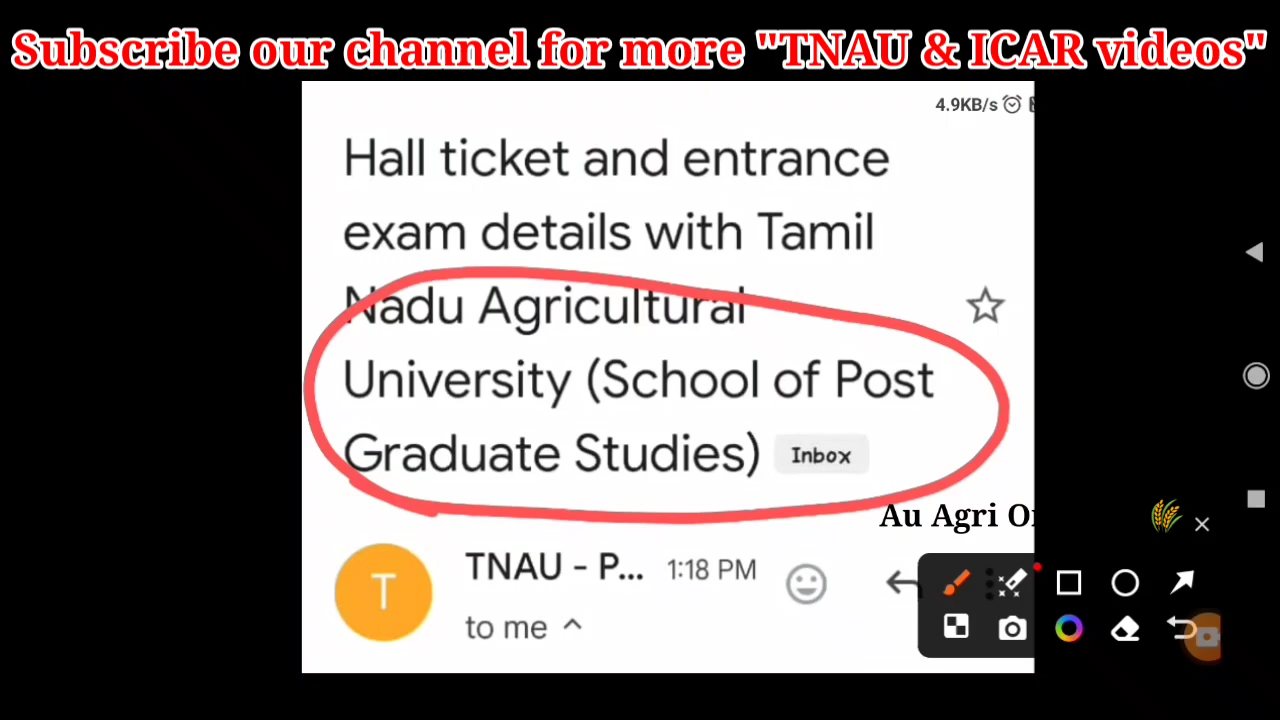 Subscribe our channel for more "TNAU & ICAR videos"
4.9KB/s
Hall ticket and entrance
exam details with Tamil
Nadu Agricultural
University (School of Post
Graduate Studies) Inbox
Au Agri
T
TNAU - P... 1:18 PM
to me